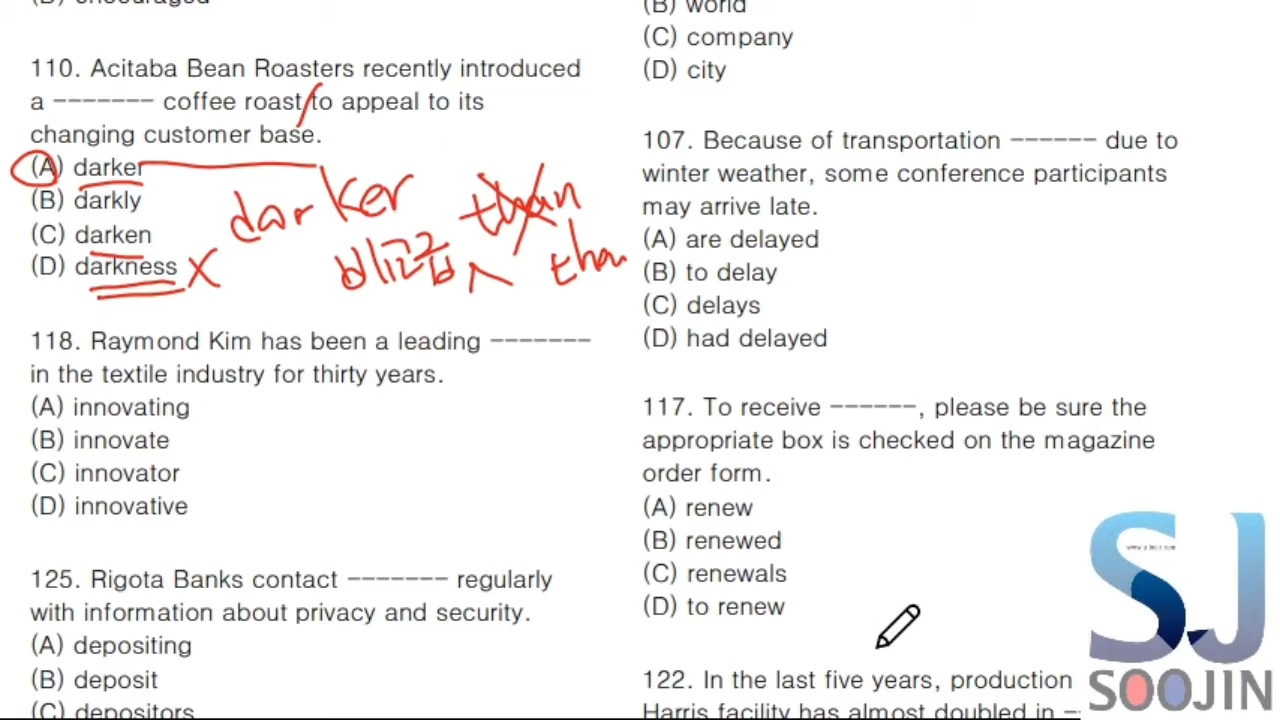 110. Acitaba Bean Roasters recently introduced
a ------- coffee roast to appeal to its
changing customer base.
(A) darker
(B) darkly
(C) darken
(D) darkness
darker
than
than
118. Raymond Kim has been a leading -------
in the textile industry for thirty years.
(A) innovating
(B) innovate
(C) innovator
(D) innovative
125. Rigota Banks contact ------- regularly
with information about privacy and security.
(A) depositing
(B) deposit
(C) depositors
(B) world
(C) company
(D) city
107. Because of transportation ------ due to
winter weather, some conference participants
may arrive late.
(A) are delayed
(B) to delay
(C) delays
(D) had delayed
117. To receive ------, please be sure the
appropriate box is checked on the magazine
order form.
(A) renew
(B) renewed
(C) renewals
(D) to renew
122. In the last five years, production
Harris facility has almost doubled in
SJ
SOOJIN